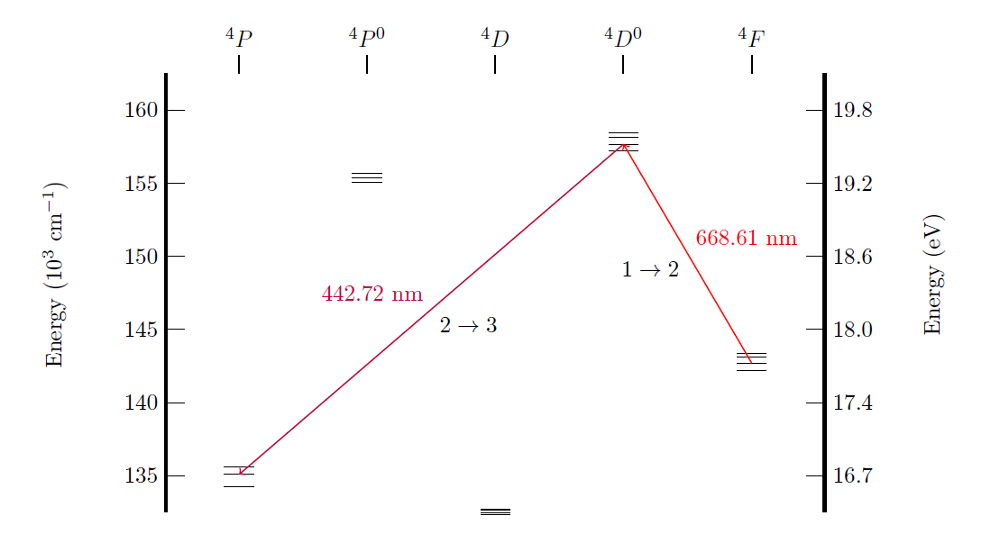 ⁴P ⁴P⁰ ⁴D ⁴D⁰ ⁴F
160 19.8
155 19.2
150 18.6
145 18.0
140 17.4
135 16.7
Energy (10³ cm⁻¹)
Energy (eV)
668.61 nm
1 → 2
442.72 nm
2 → 3